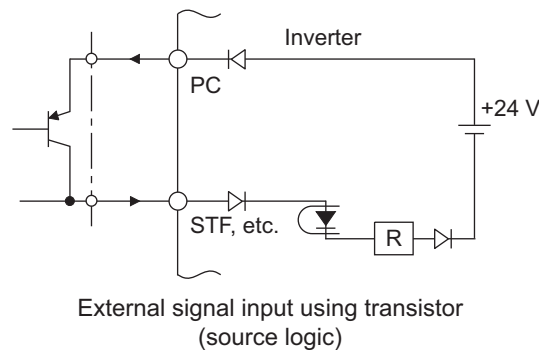 Inverter
PC
+24 V
STF, etc.
R
External signal input using transistor
(source logic)